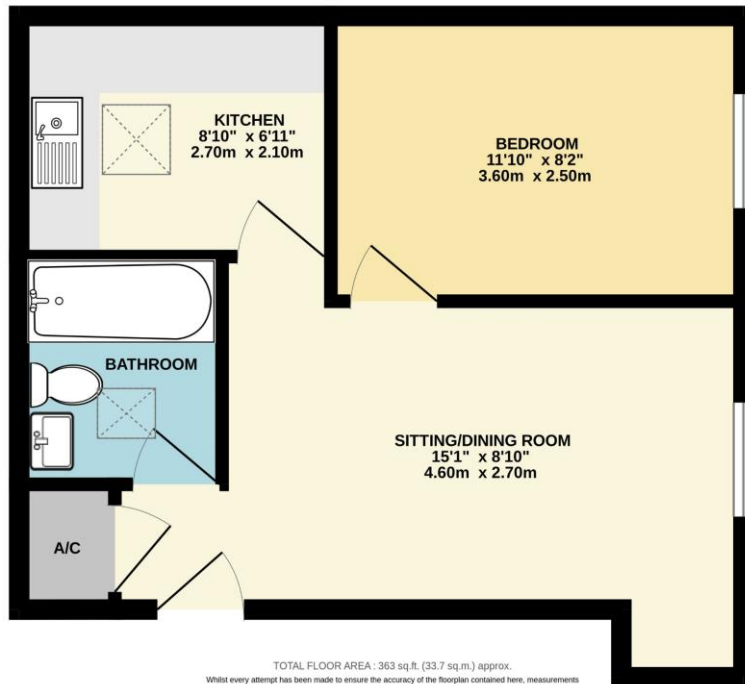 KITCHEN
8'10" x 6'11"
2.70m x 2.10m
BEDROOM
11'10" x 8'2"
3.60m x 2.50m
BATHROOM
SITTING/DINING ROOM
15'1" x 8'10"
4.60m x 2.70m
A/C
TOTAL FLOOR AREA : 363 sq.ft. (33.7 sq.m.) approx.
Whilst every attempt has been made to ensure the accuracy of the floorplan contained here, measurements